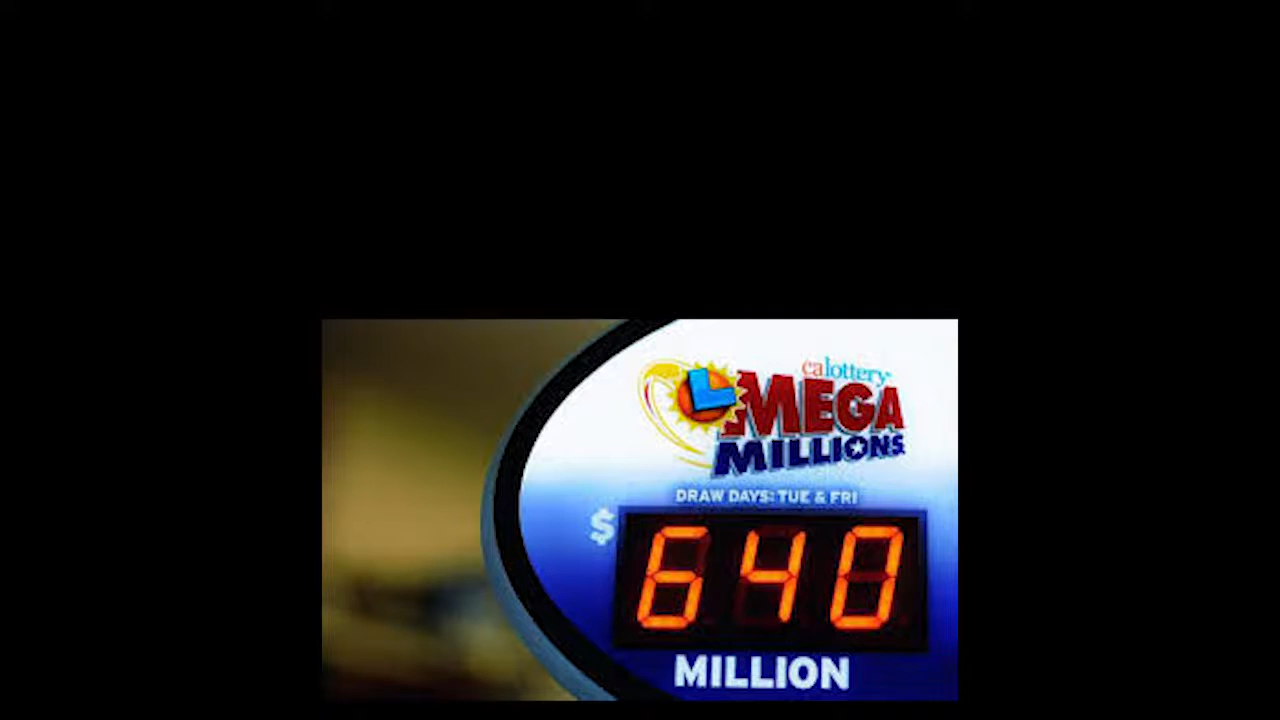 calottery
MEGA
MILLIONS
DRAW DAYS: TUE & FRI
$
640
MILLION